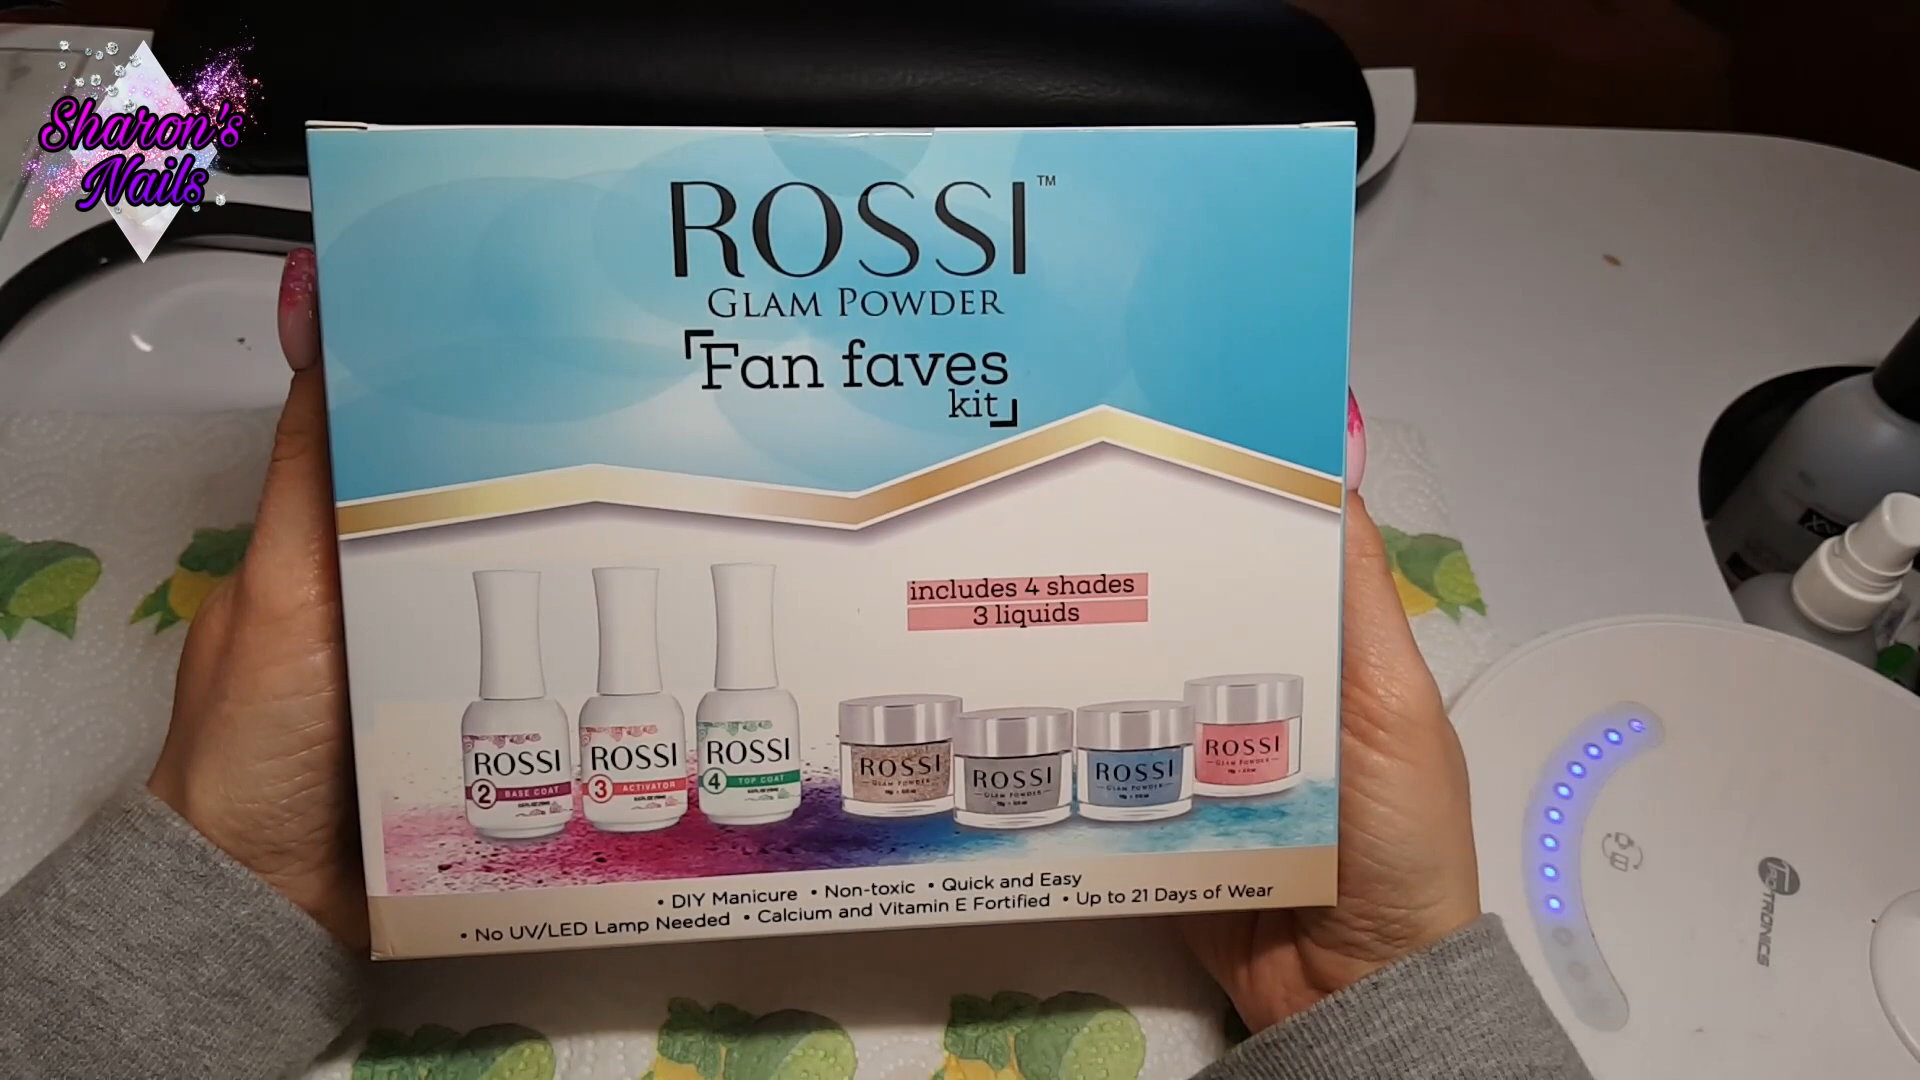 Sharon's
Nails
ROSSI™
GLAM POWDER
Fan faves
kit
includes 4 shades
3 liquids
ROSSI
2 BASE COAT
ROSSI
3 ACTIVATOR
ROSSI
4 TOP COAT
ROSSI
GLAM POWDER
ROSSI
GLAM POWDER
ROSSI
GLAM POWDER
ROSSI
GLAM POWDER
• DIY Manicure • Non-toxic • Quick and Easy
• No UV/LED Lamp Needed • Calcium and Vitamin E Fortified • Up to 21 Days of Wear
TROTRONICS